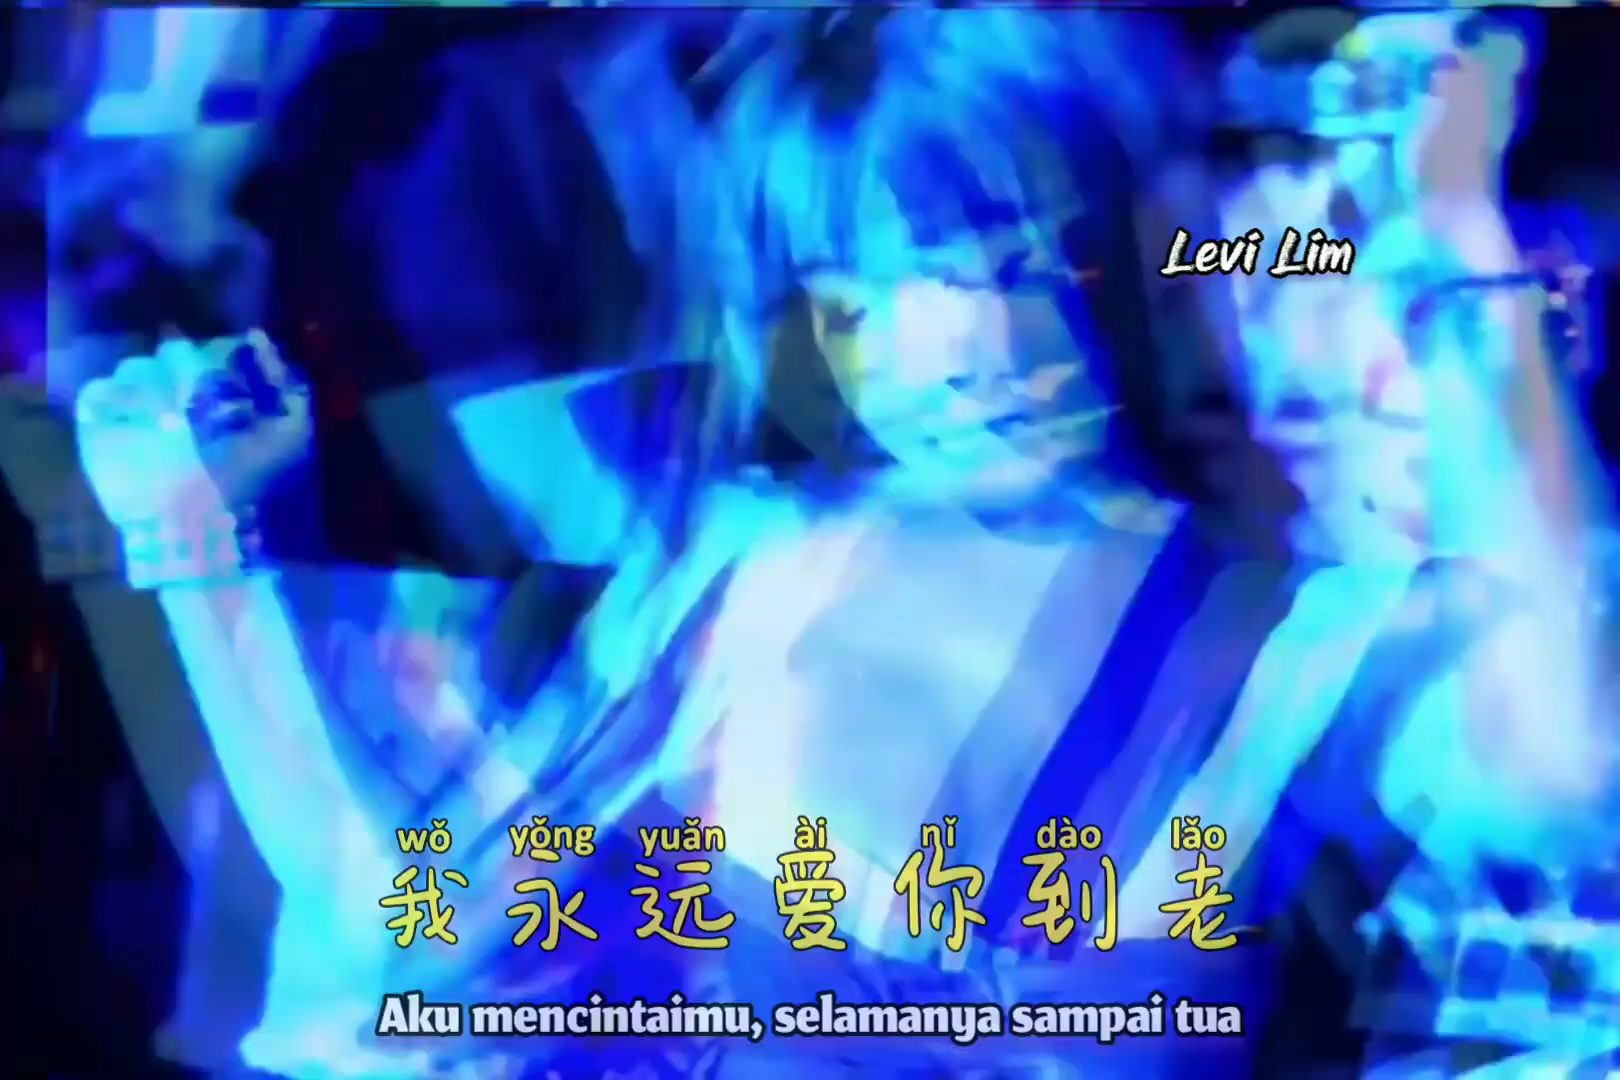 Levi Lim
wǒ yǒng yuǎn ài nǐ dào lǎo
我永远爱你到老
Aku mencintaimu, selamanya sampai tua